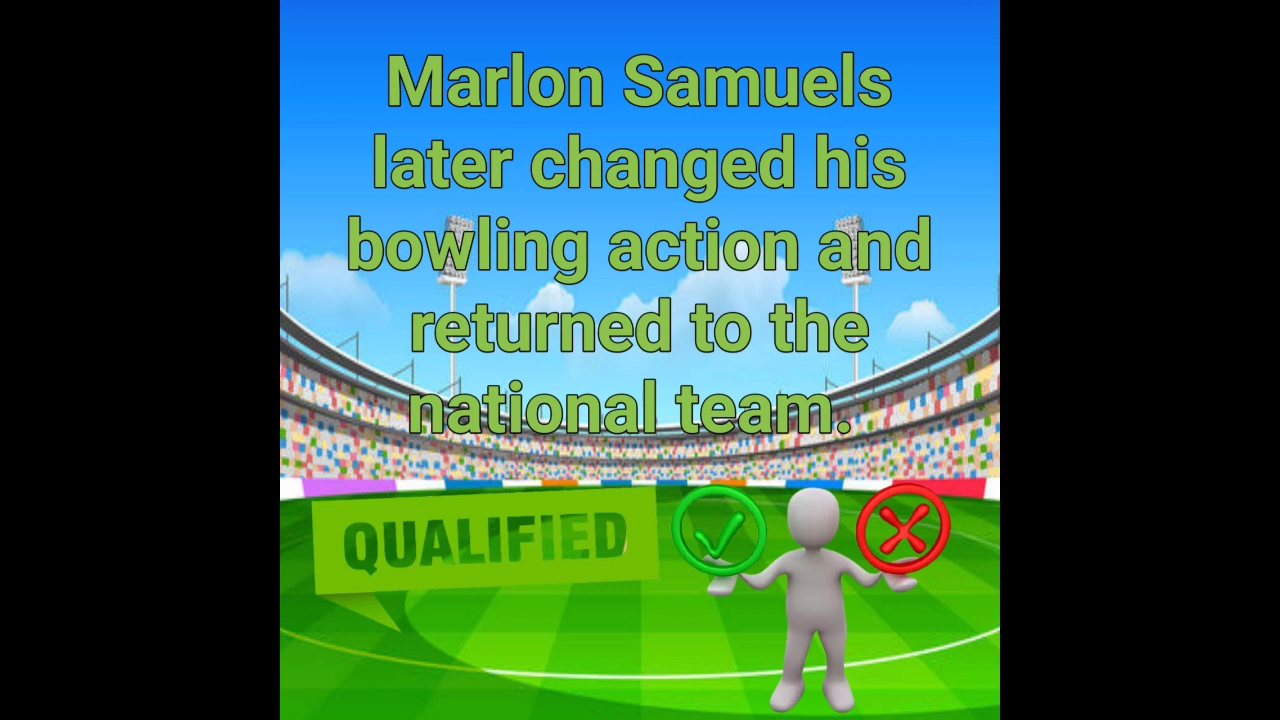 Marlon Samuels
later changed his
bowling action and
returned to the
national team.
QUALIFIED